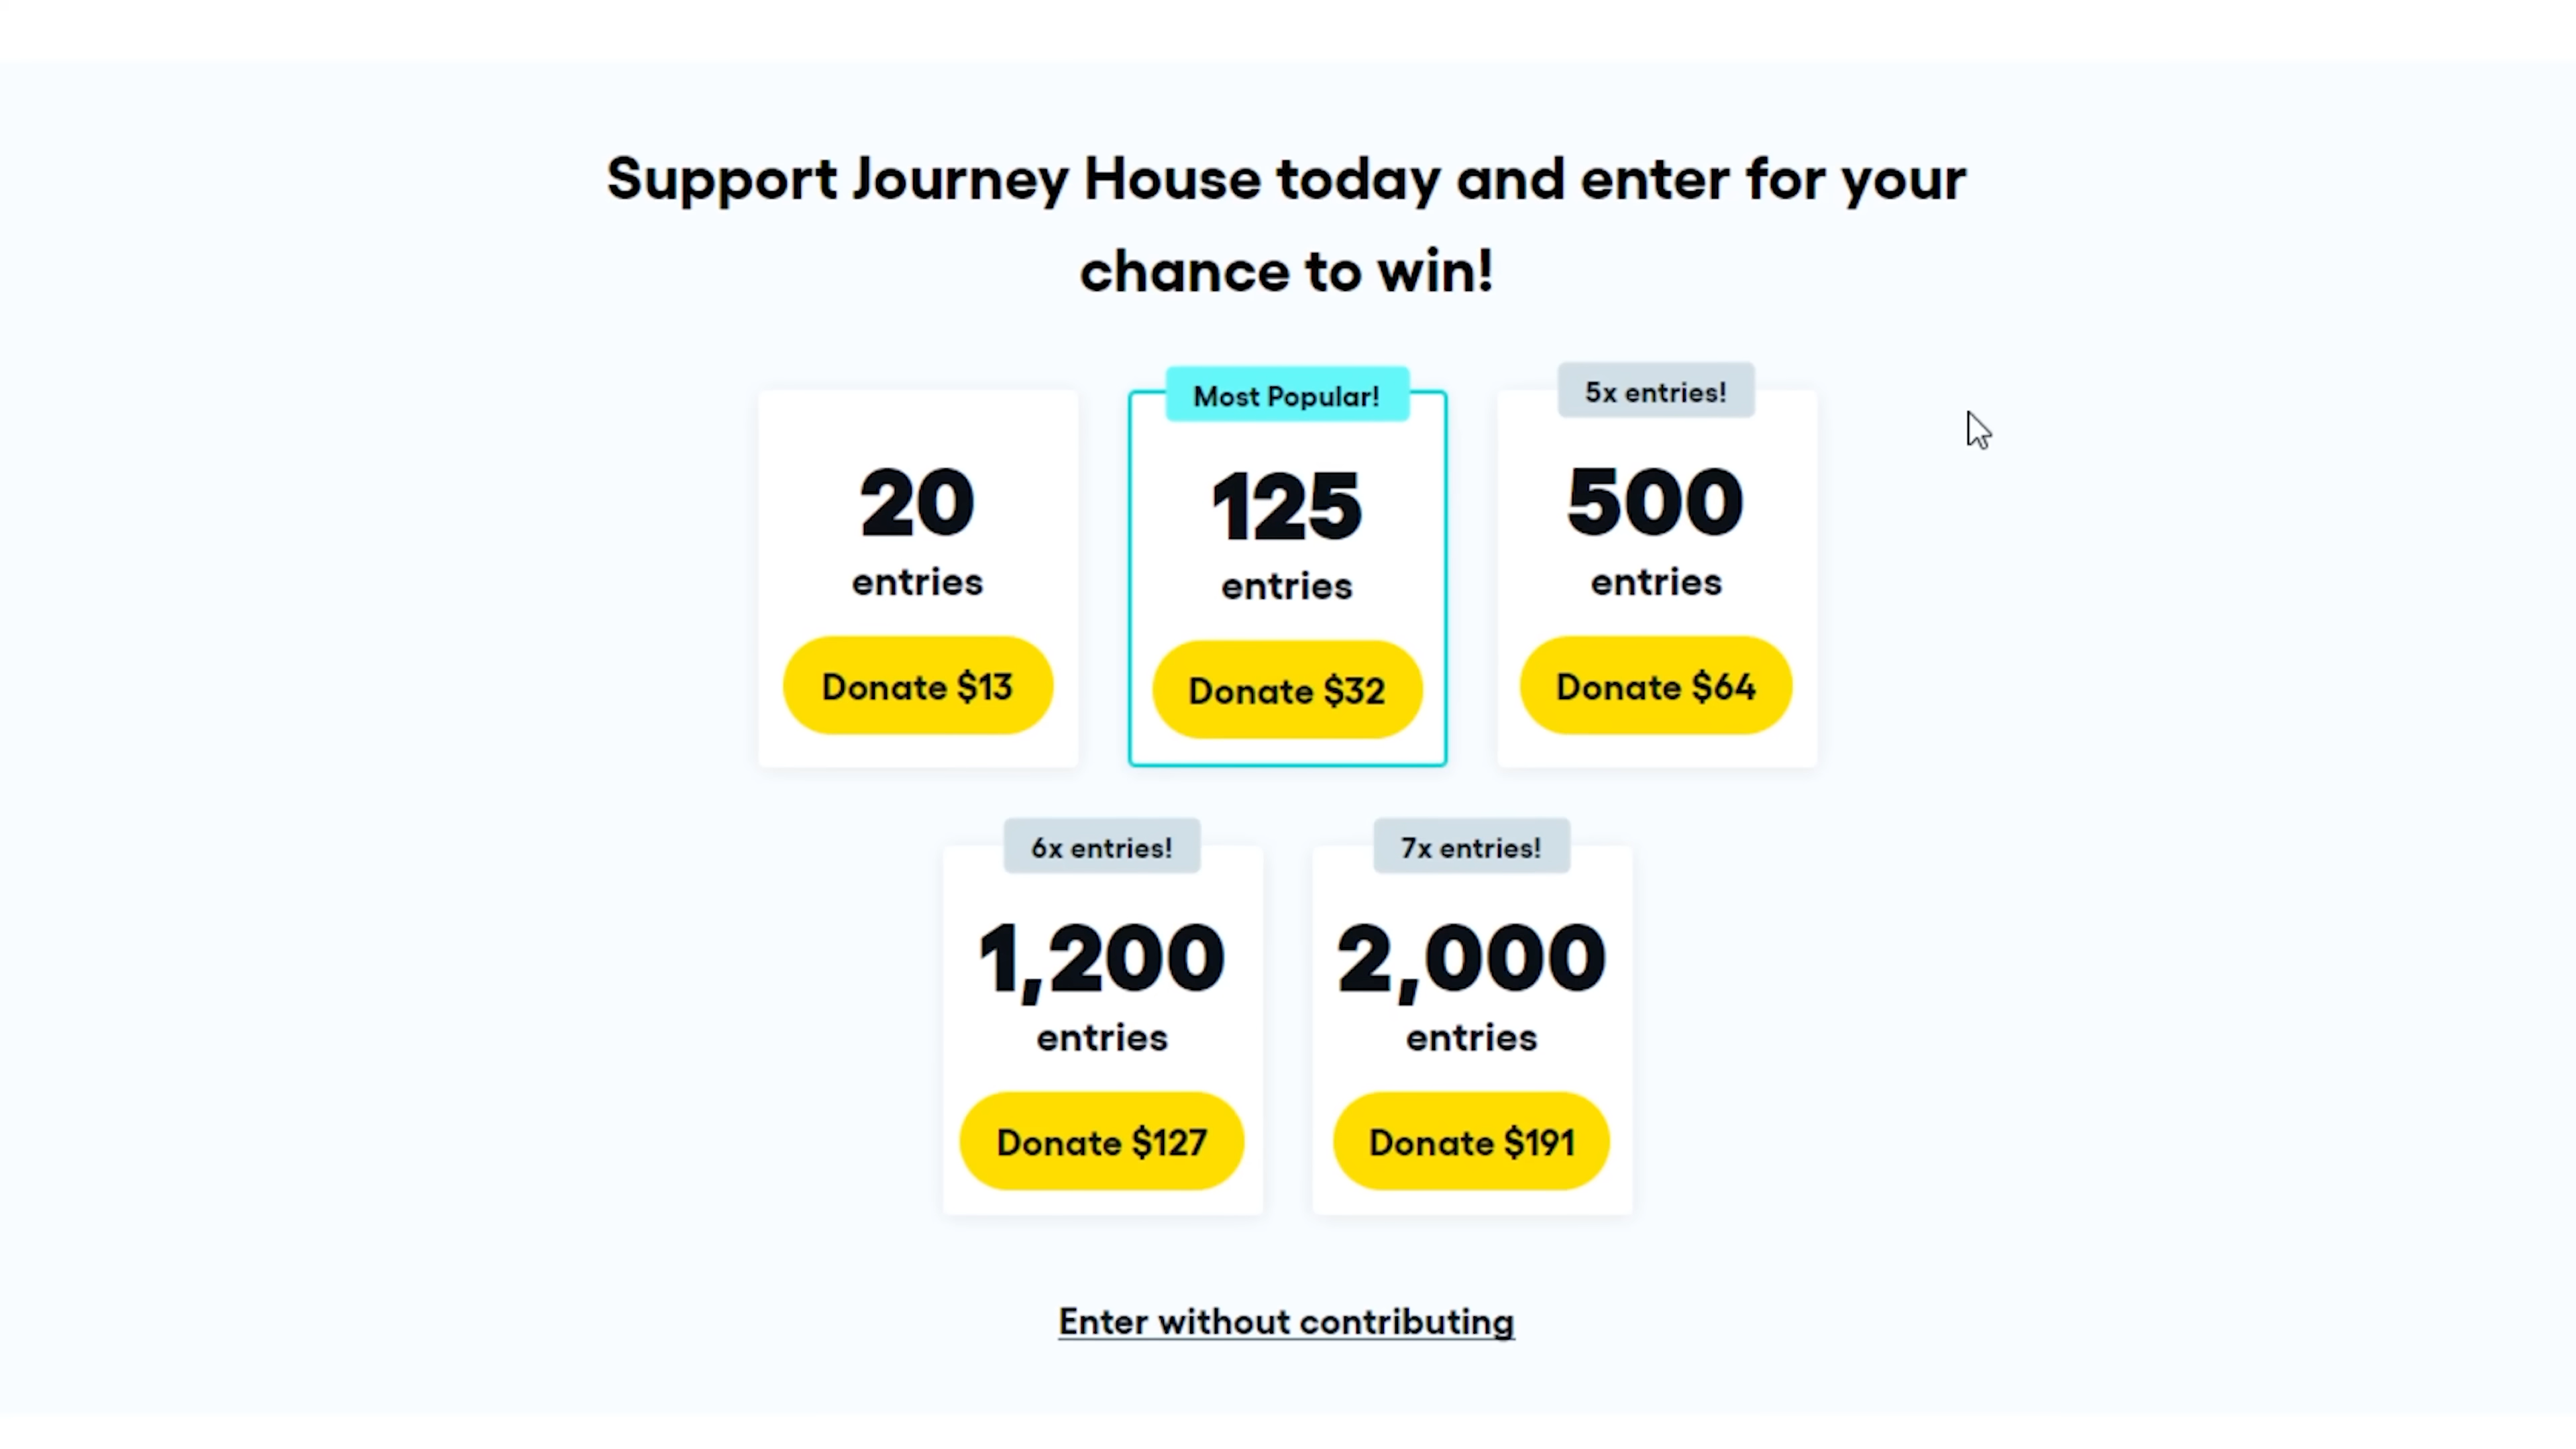 Support Journey House today and enter for your
chance to win!
20
entries
Donate $13
Most Popular!
125
entries
Donate $32
5x entries!
500
entries
Donate $64
6x entries!
1,200
entries
Donate $127
7x entries!
2,000
entries
Donate $191
Enter without contributing